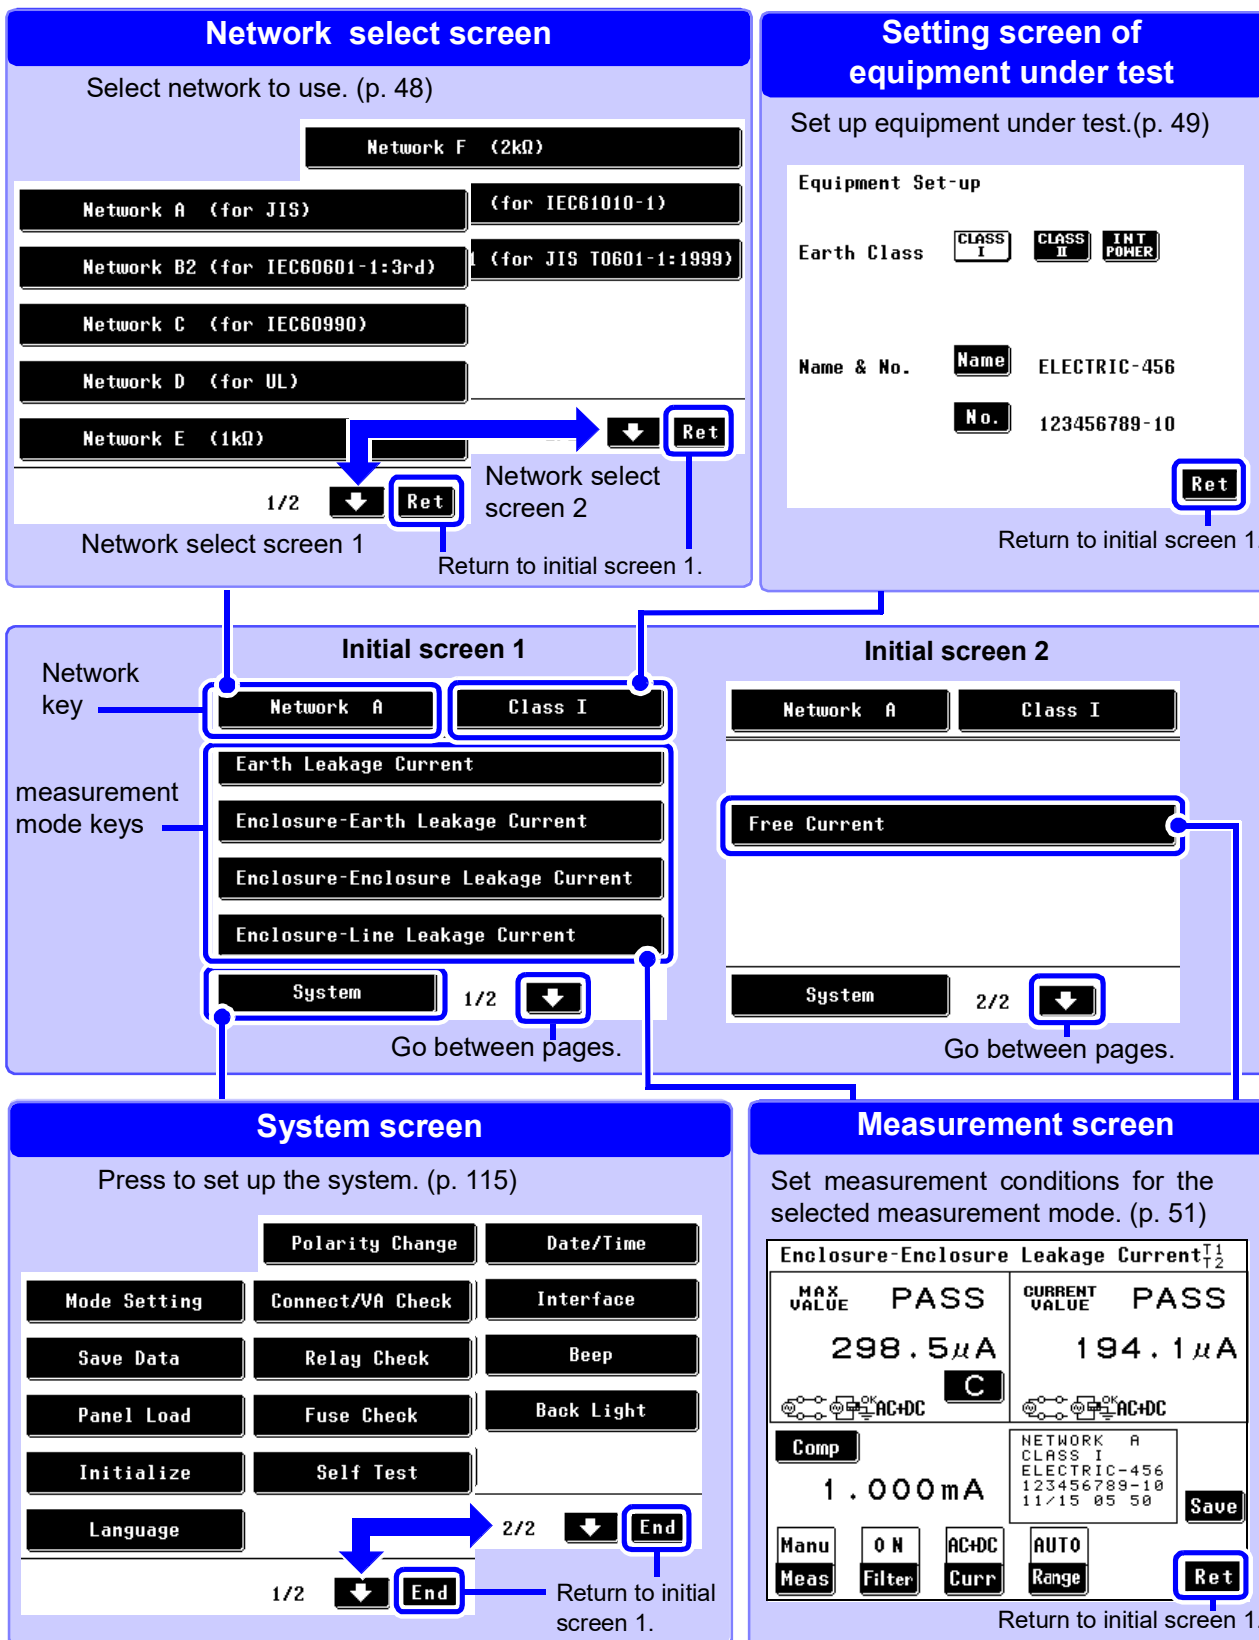 Network select screen
Select network to use. (p. 48)
Network F (2kΩ)
(for IEC61010-1)
(for JIS T0601-1:1999)
Network A (for JIS)
Network B2 (for IEC60601-1:3rd)
Network C (for IEC60990)
Network D (for UL)
Network E (1kΩ)
Ret
Network select
screen 2
1/2 Ret
Network select screen 1
Return to initial screen 1.
Setting screen of
equipment under test
Set up equipment under test.(p. 49)
Equipment Set-up
Earth Class CLASS I CLASS II INT POWER
Name & No. Name ELECTRIC-456
No. 123456789-10
Ret
Return to initial screen 1.
Initial screen 1
Network
key
Network A Class I
measurement
mode keys
Earth Leakage Current
Enclosure-Earth Leakage Current
Enclosure-Enclosure Leakage Current
Enclosure-Line Leakage Current
System 1/2
Go between pages.
Initial screen 2
Network A Class I
Free Current
System 2/2
Go between pages.
System screen
Press to set up the system. (p. 115)
Polarity Change Date/Time
Mode Setting Connect/VA Check Interface
Save Data Relay Check Beep
Panel Load Fuse Check Back Light
Initialize Self Test
Language
2/2 End
1/2 End
Return to initial
screen 1.
Measurement screen
Set measurement conditions for the
selected measurement mode. (p. 51)
Enclosure-Enclosure Leakage Current T1 T2
MAX VALUE PASS CURRENT VALUE PASS
298.5μA 194.1μA
C
OK AC+DC OK AC+DC
Comp
1.000mA
NETWORK A
CLASS I
ELECTRIC-456
123456789-10
11/15 05 50
Save
Manu ON AC+DC AUTO
Meas Filter Curr Range Ret
Return to initial screen 1.